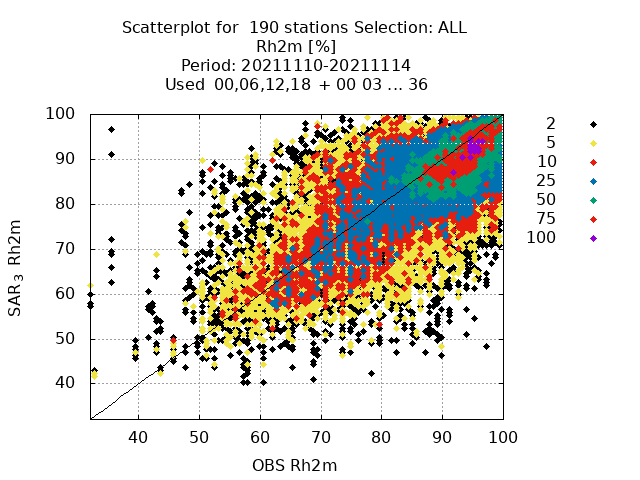 Scatterplot for 190 stations Selection: ALL
Rh2m [%]
Period: 20211110-20211114
Used 00,06,12,18 + 00 03 ... 36
100
90
80
70
60
50
40
SAR3 Rh2m
40 50 60 70 80 90 100
OBS Rh2m
2
5
10
25
50
75
100